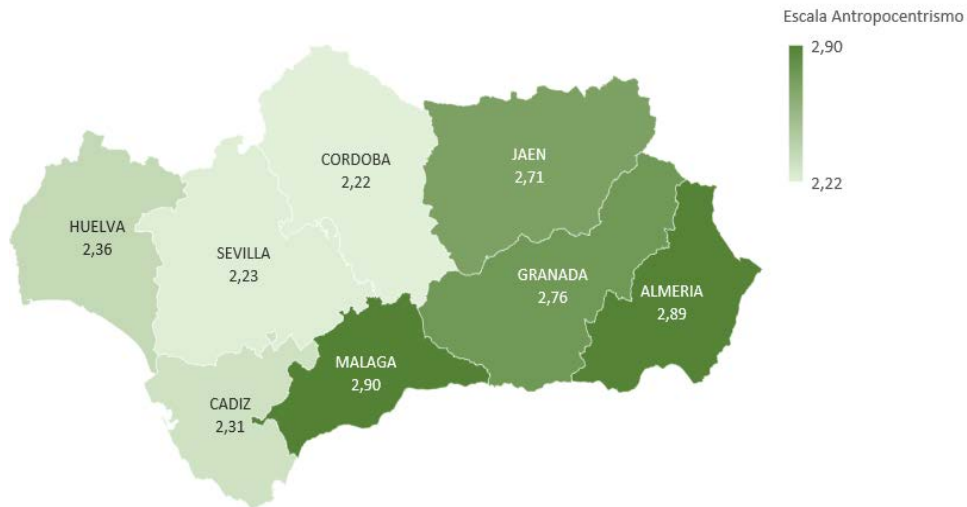 Escala Antropocentrismo
2,90
2,22
CORDOBA
2,22
JAEN
2,71
HUELVA
2,36
SEVILLA
2,23
GRANADA
2,76
ALMERIA
2,89
MALAGA
2,90
CADIZ
2,31